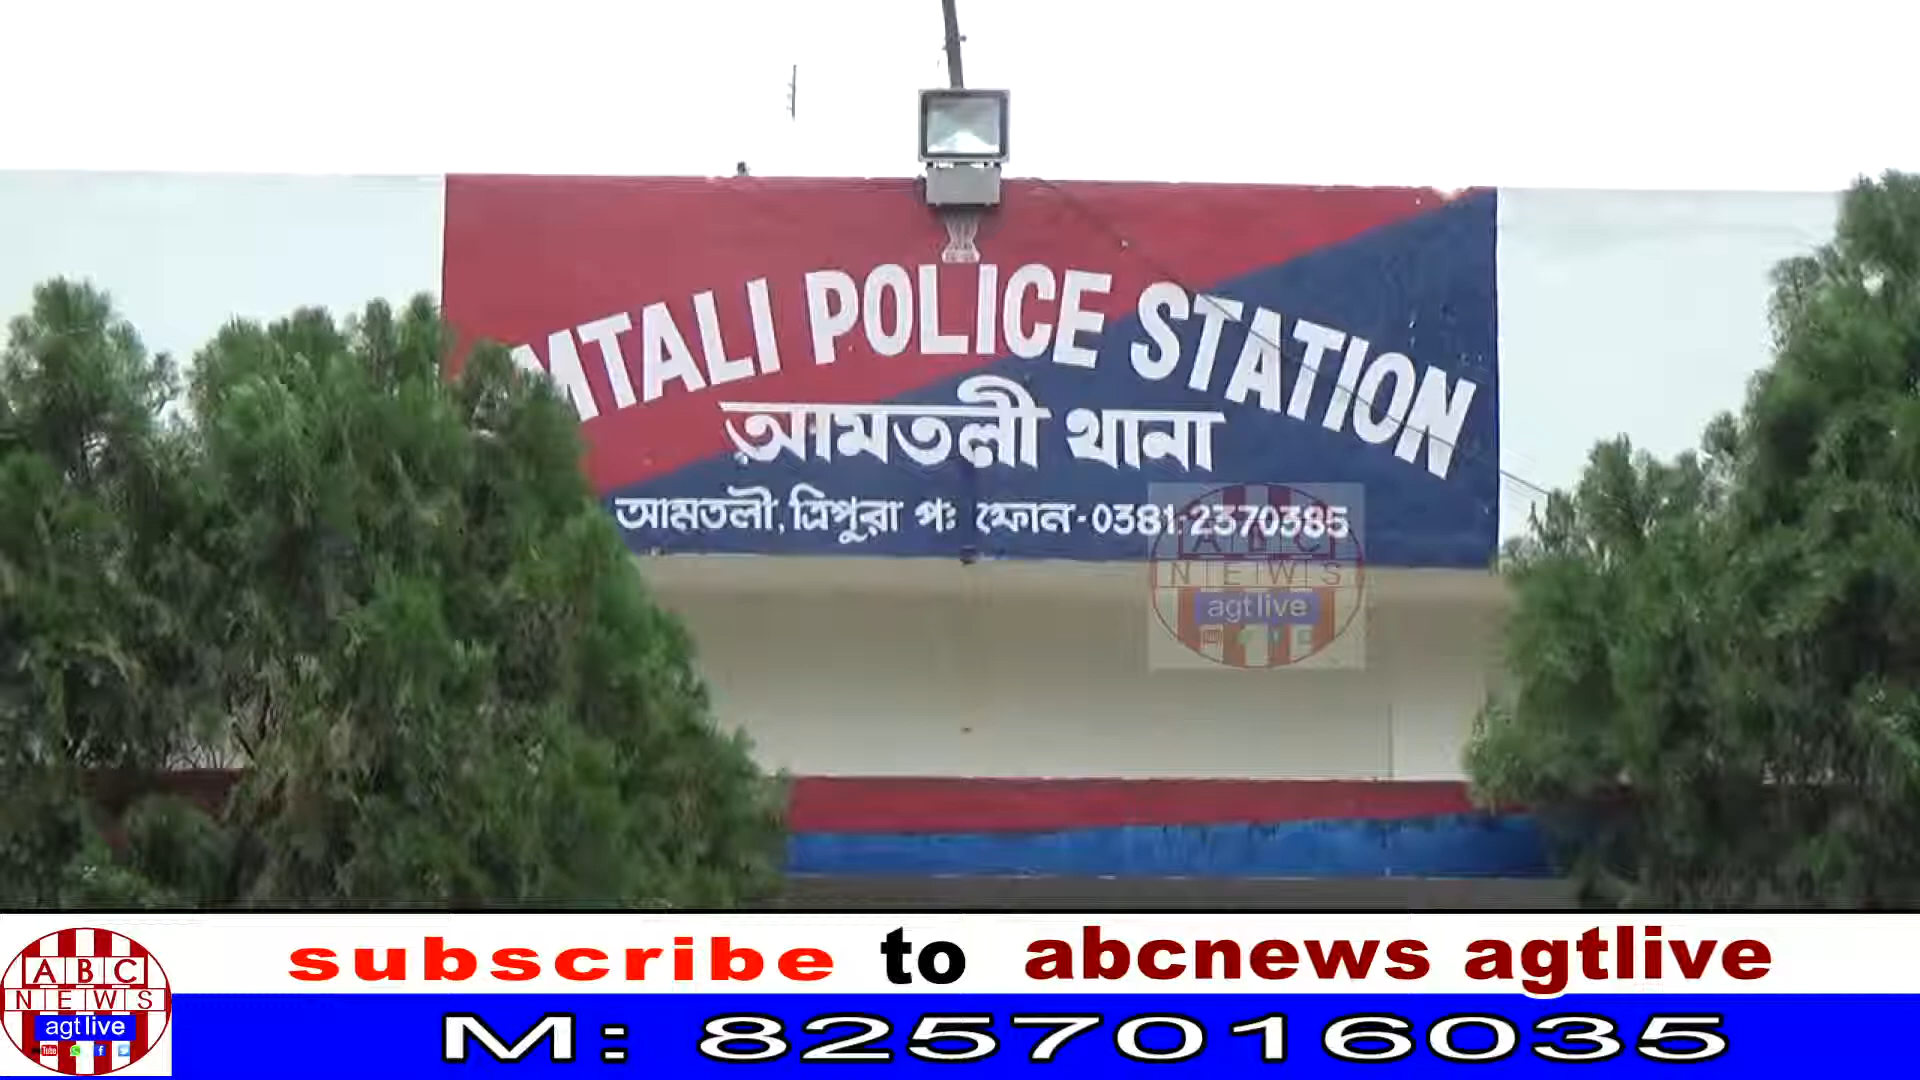 MTALI POLICE STATION
আমতলী থানা
আমতলী, ত্রিপুরা পঃ ফোন-0381-2370385
ABC
NEWS
agtlive
subscribe to abcnews agtlive
ABC
NEWS
agtlive
M: 8257016035